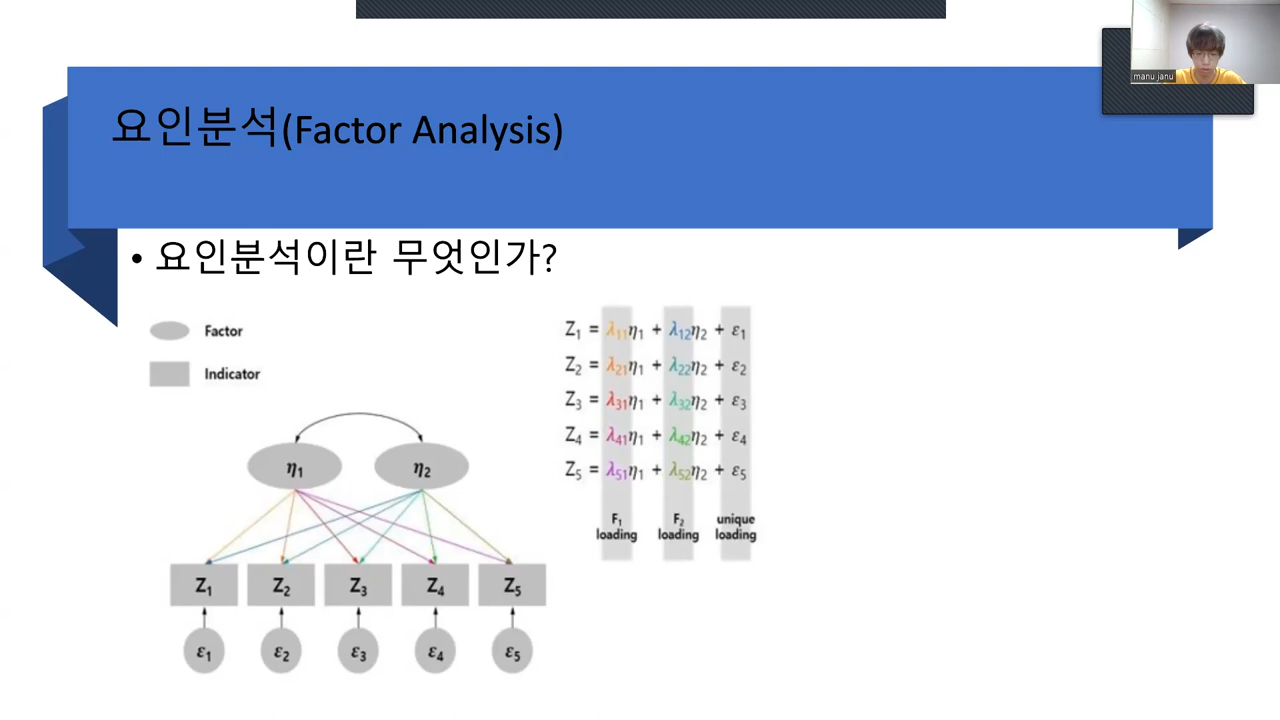 manu janu
요인분석(Factor Analysis)
• 요인분석이란 무엇인가?
Factor
Indicator
η₁ η₂
Z₁ Z₂ Z₃ Z₄ Z₅
ε₁ ε₂ ε₃ ε₄ ε₅
Z₁ = λ₁₁η₁ + λ₁₂η₂ + ε₁
Z₂ = λ₂₁η₁ + λ₂₂η₂ + ε₂
Z₃ = λ₃₁η₁ + λ₃₂η₂ + ε₃
Z₄ = λ₄₁η₁ + λ₄₂η₂ + ε₄
Z₅ = λ₅₁η₁ + λ₅₂η₂ + ε₅
F₁ F₂ unique
loading loading loading